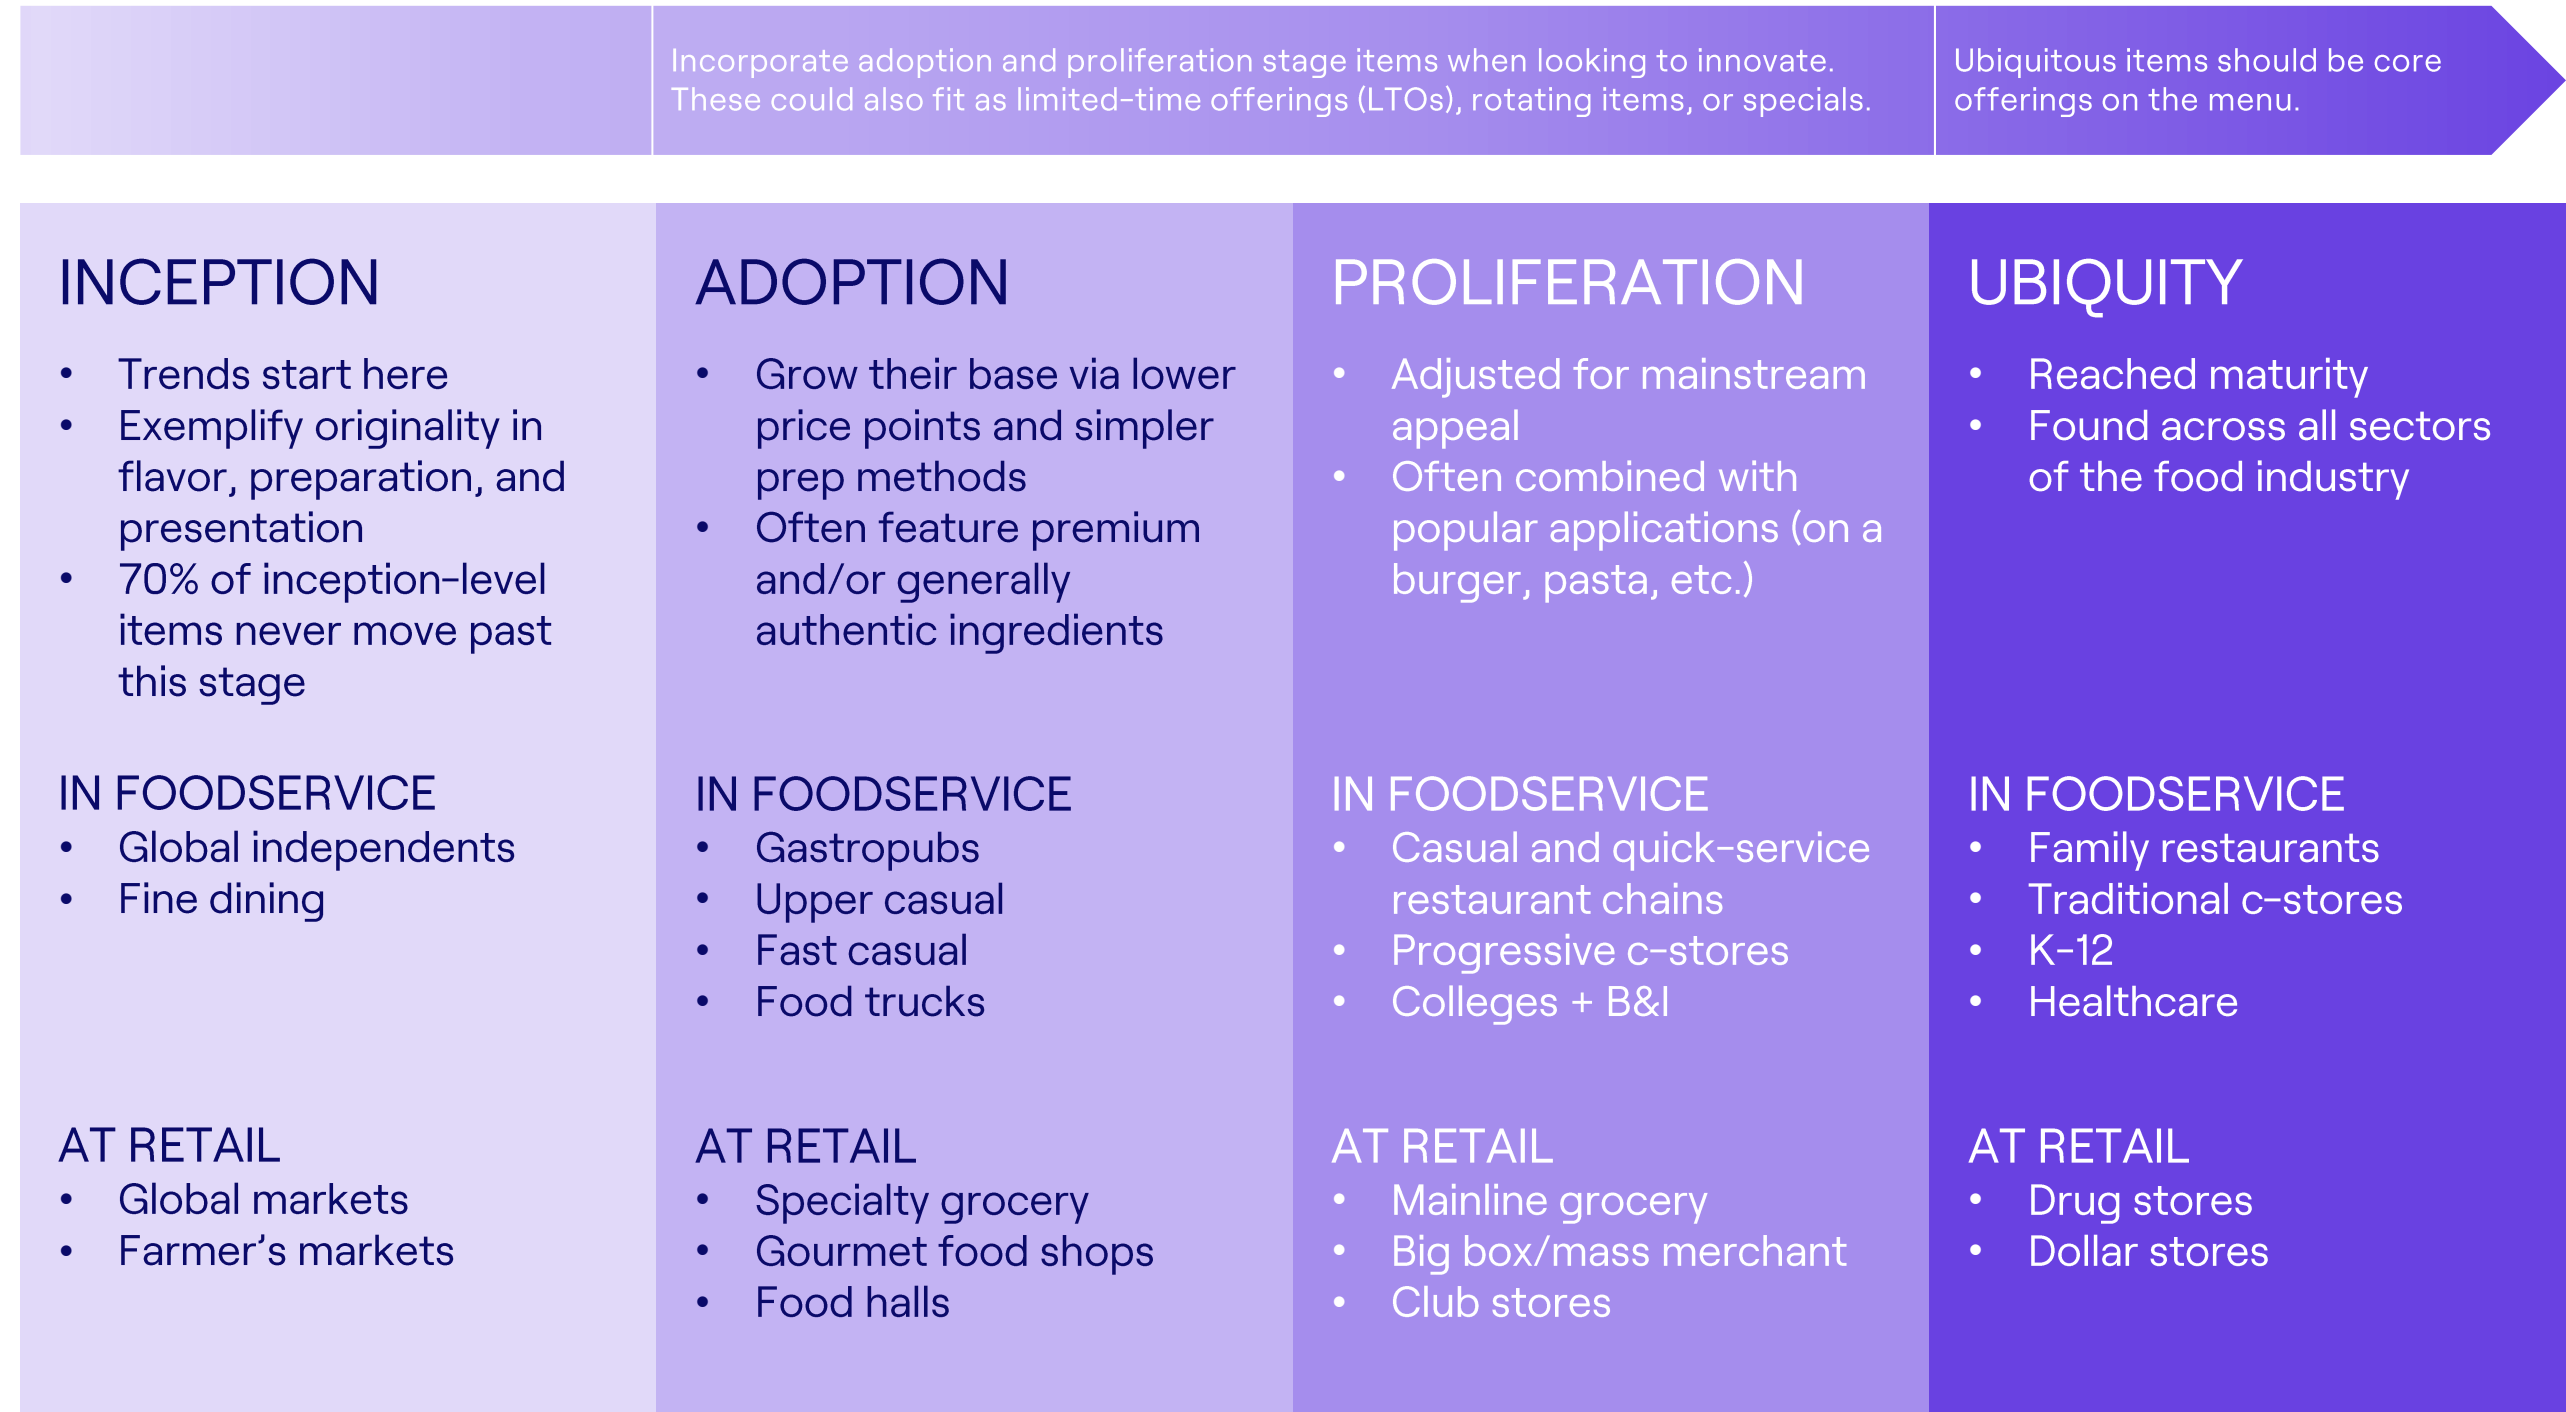 Incorporate adoption and proliferation stage items when looking to innovate.
These could also fit as limited-time offerings (LTOs), rotating items, or specials.
Ubiquitous items should be core
offerings on the menu.
INCEPTION
• Trends start here
• Exemplify originality in
flavor, preparation, and
presentation
• 70% of inception-level
items never move past
this stage
IN FOODSERVICE
• Global independents
• Fine dining
AT RETAIL
• Global markets
• Farmer’s markets
ADOPTION
• Grow their base via lower
price points and simpler
prep methods
• Often feature premium
and/or generally
authentic ingredients
IN FOODSERVICE
• Gastropubs
• Upper casual
• Fast casual
• Food trucks
AT RETAIL
• Specialty grocery
• Gourmet food shops
• Food halls
PROLIFERATION
• Adjusted for mainstream
appeal
• Often combined with
popular applications (on a
burger, pasta, etc.)
IN FOODSERVICE
• Casual and quick-service
restaurant chains
• Progressive c-stores
• Colleges + B&I
AT RETAIL
• Mainline grocery
• Big box/mass merchant
• Club stores
UBIQUITY
• Reached maturity
• Found across all sectors
of the food industry
IN FOODSERVICE
• Family restaurants
• Traditional c-stores
• K-12
• Healthcare
AT RETAIL
• Drug stores
• Dollar stores